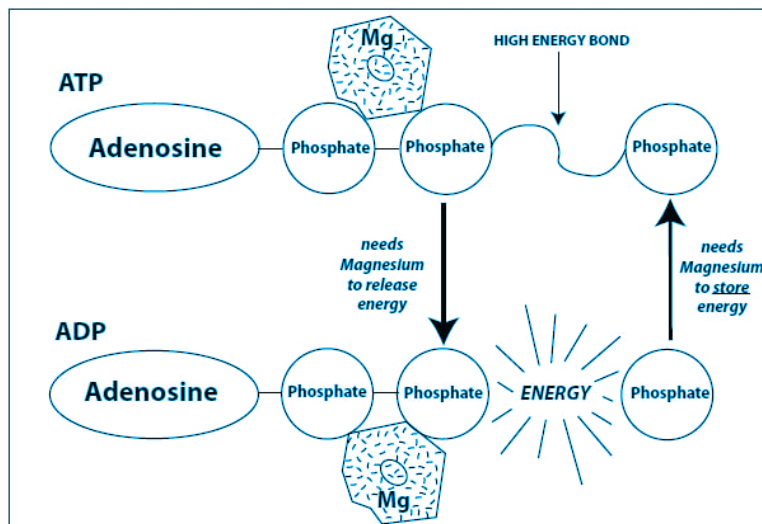 Mg
HIGH ENERGY BOND
ATP
Adenosine
Phosphate
Phosphate
Phosphate
needs
Magnesium
to release
energy
needs
Magnesium
to store
energy
ADP
Adenosine
Phosphate
Phosphate
ENERGY
Phosphate
Mg